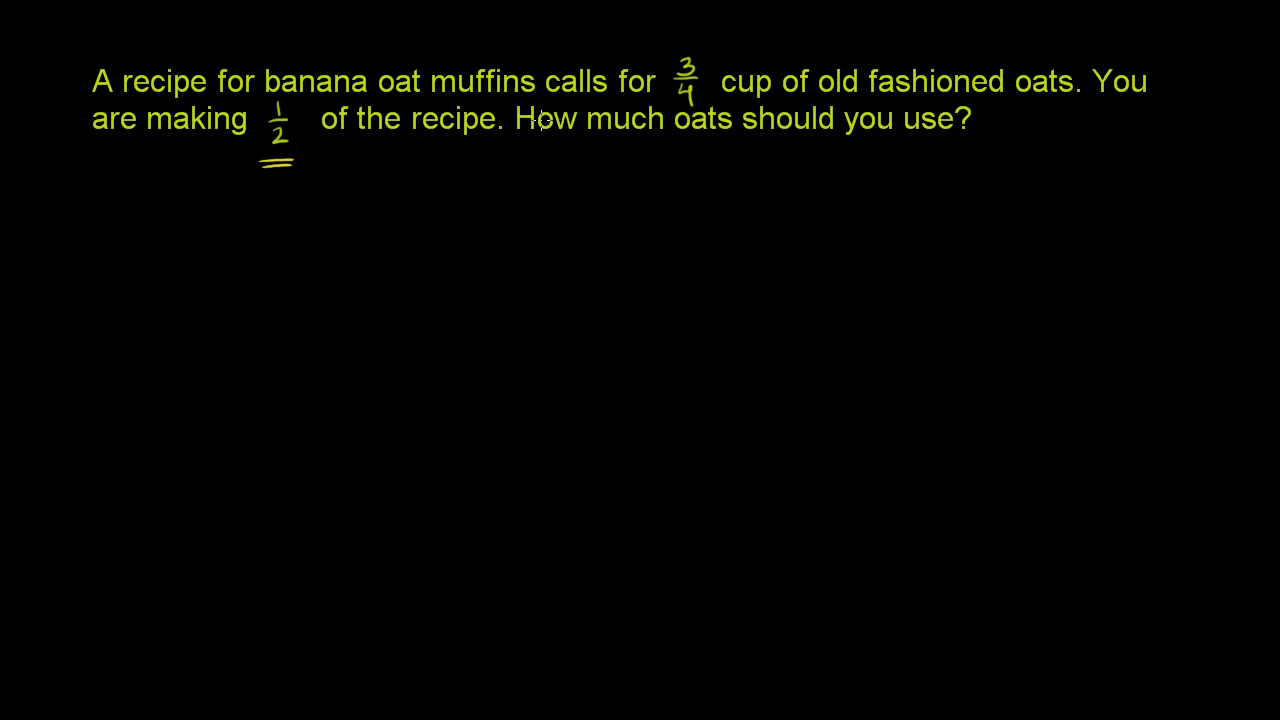 A recipe for banana oat muffins calls for 3/4 cup of old fashioned oats. You
are making 1/2 of the recipe. How much oats should you use?